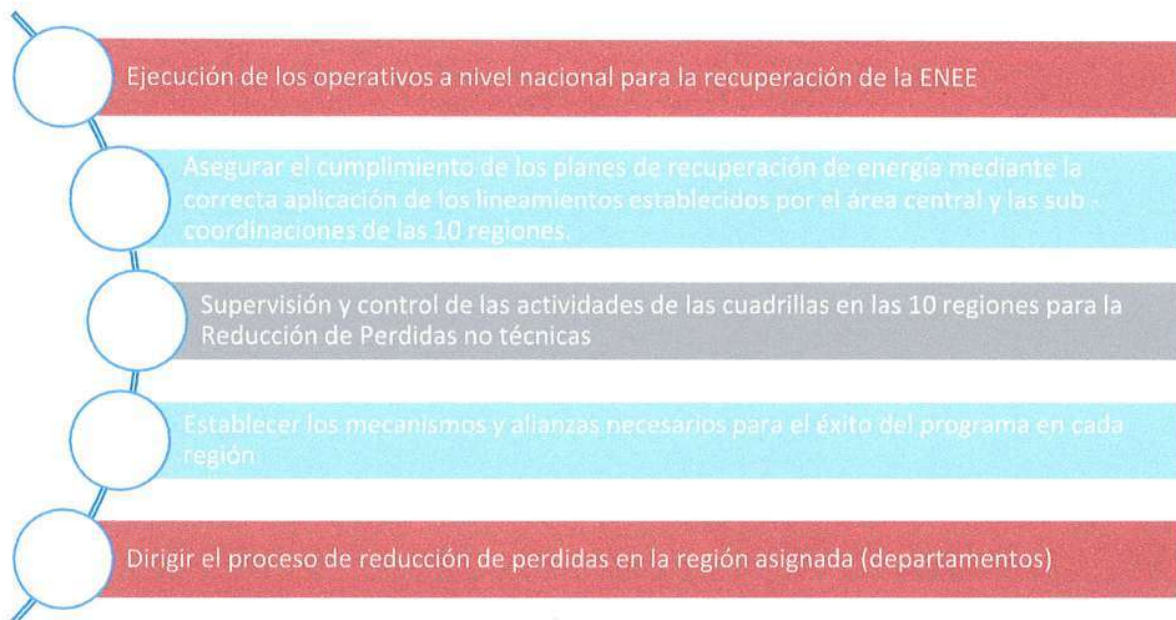 Ejecución de los operativos a nivel nacional para la recuperación de la ENEE
Asegurar el cumplimiento de los planes de recuperación de energía mediante la
correcta aplicación de los lineamientos establecidos por el área central y las sub -
coordinaciones de las 10 regiones.
Supervisión y control de las actividades de las cuadrillas en las 10 regiones para la
Reducción de Perdidas no técnicas
Establecer los mecanismos y alianzas necesarios para el éxito del programa en cada
región
Dirigir el proceso de reducción de perdidas en la región asignada (departamentos)